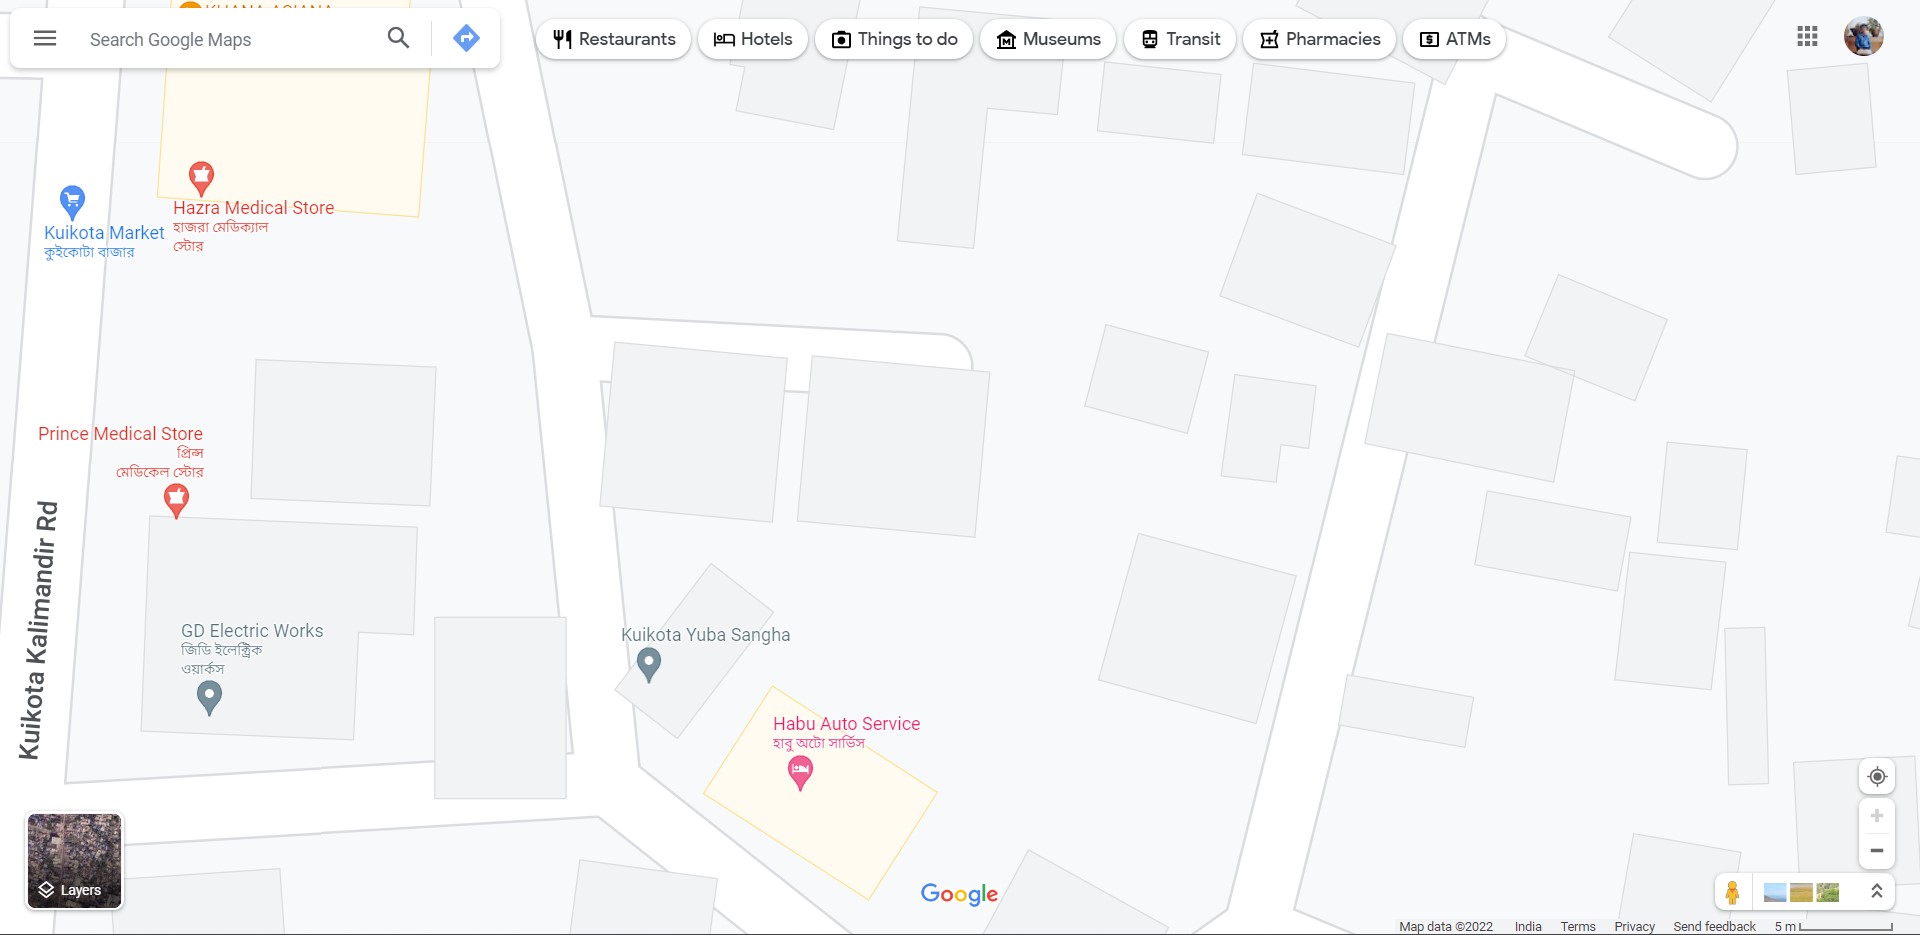 KHANA AZIANA
Search Google Maps
Restaurants
Hotels
Things to do
Museums
Transit
Pharmacies
ATMs
Hazra Medical Store
হাজরা মেডিক্যাল
স্টোর
Kuikota Market
কুইকোটা বাজার
Prince Medical Store
প্রিন্স
মেডিকেল স্টোর
Kuikota Kalimandir Rd
GD Electric Works
জিডি ইলেক্ট্রিক
ওয়ার্কস
Kuikota Yuba Sangha
Habu Auto Service
হাবু অটো সার্ভিস
Layers
Google
Map data ©2022 India Terms Privacy Send feedback 5 m